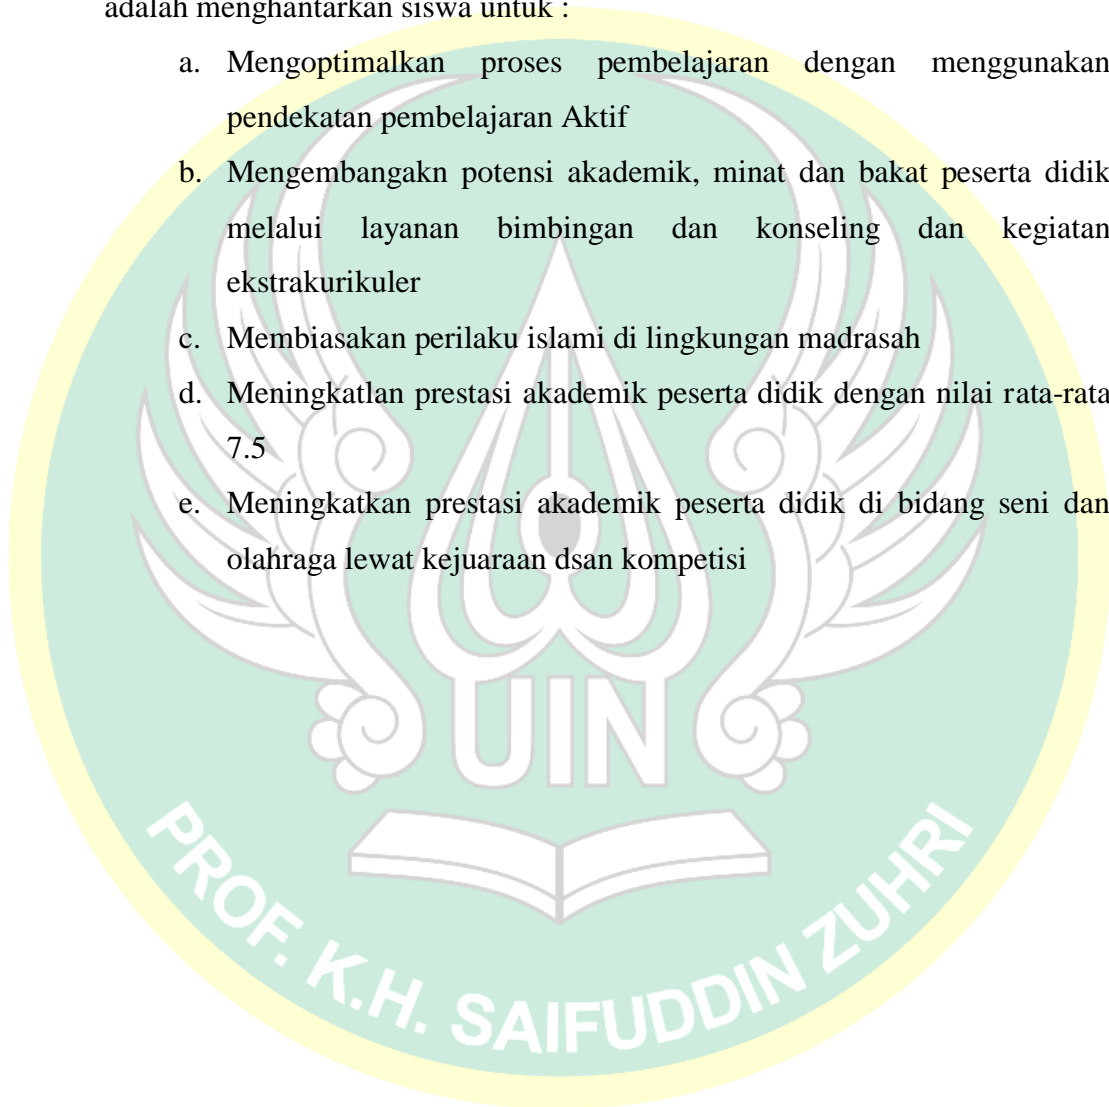 adalah menghantarkan siswa untuk :
a. Mengoptimalkan proses pembelajaran dengan menggunakan
pendekatan pembelajaran Aktif
b. Mengembangakn potensi akademik, minat dan bakat peserta didik
melalui layanan bimbingan dan konseling dan kegiatan
ekstrakurikuler
c. Membiasakan perilaku islami di lingkungan madrasah
d. Meningkatlan prestasi akademik peserta didik dengan nilai rata-rata
7.5
e. Meningkatkan prestasi akademik peserta didik di bidang seni dan
olahraga lewat kejuaraan dsan kompetisi
UIN
PROF. K.H. SAIFUDDIN ZUHRI